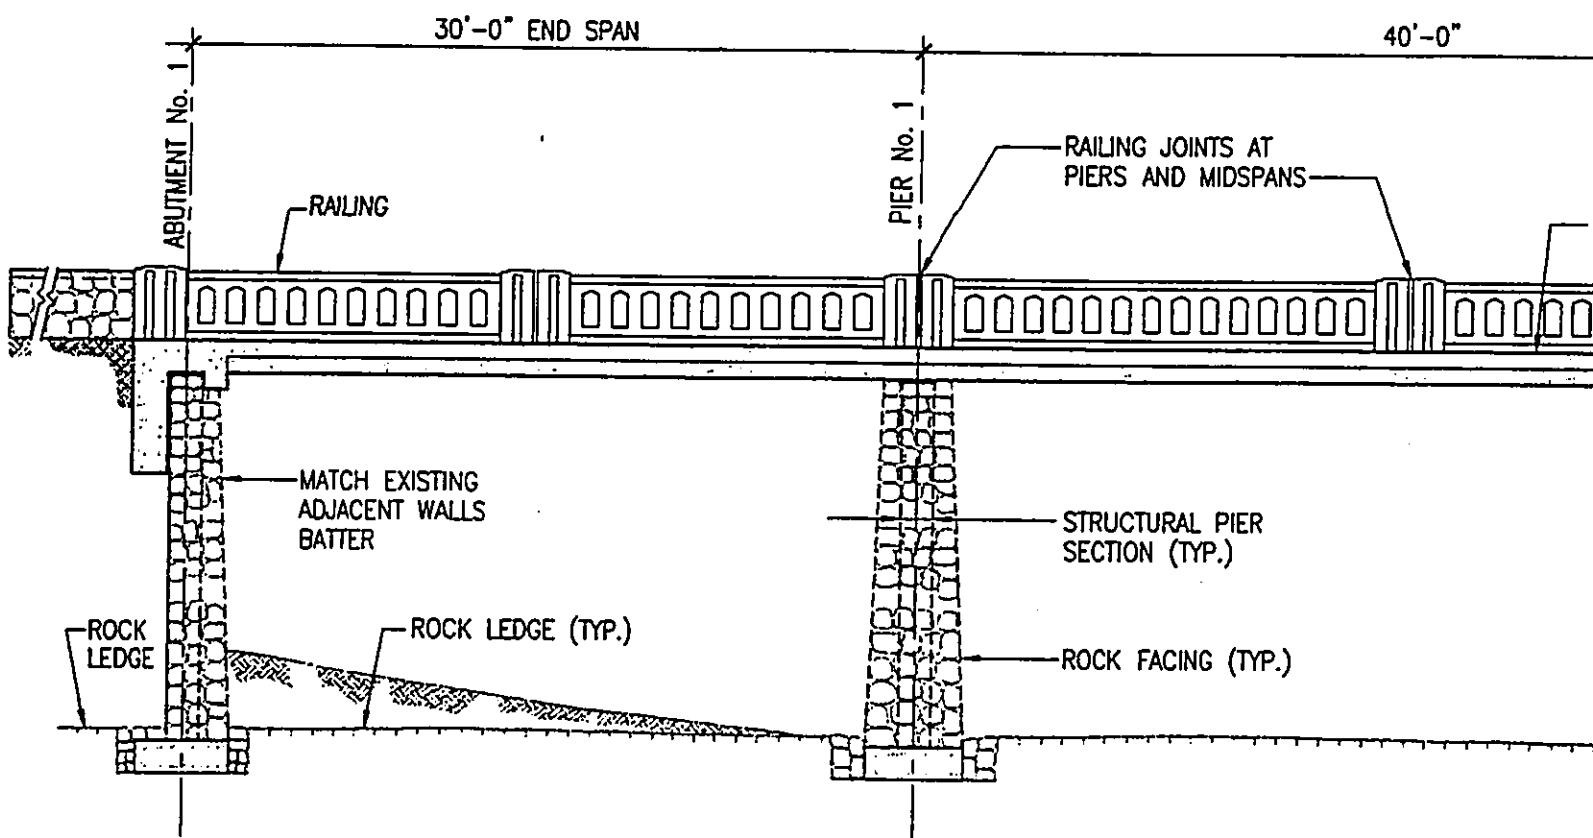 30'-0" END SPAN
40'-0"
ABUTMENT No. 1
PIER No. 1
RAILING JOINTS AT
PIERS AND MIDSPANS
RAILING
MATCH EXISTING
ADJACENT WALLS
BATTER
STRUCTURAL PIER
SECTION (TYP.)
ROCK
LEDGE
ROCK LEDGE (TYP.)
ROCK FACING (TYP.)